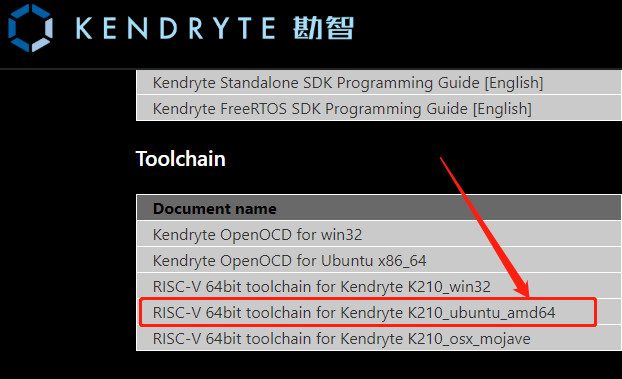 KENDRYTE 勘智
Kendryte Standalone SDK Programming Guide [English]
Kendryte FreeRTOS SDK Programming Guide [English]
Toolchain
Document name
Kendryte OpenOCD for win32
Kendryte OpenOCD for Ubuntu x86_64
RISC-V 64bit toolchain for Kendryte K210_win32
RISC-V 64bit toolchain for Kendryte K210_ubuntu_amd64
RISC-V 64bit toolchain for Kendryte K210_osx_mojave